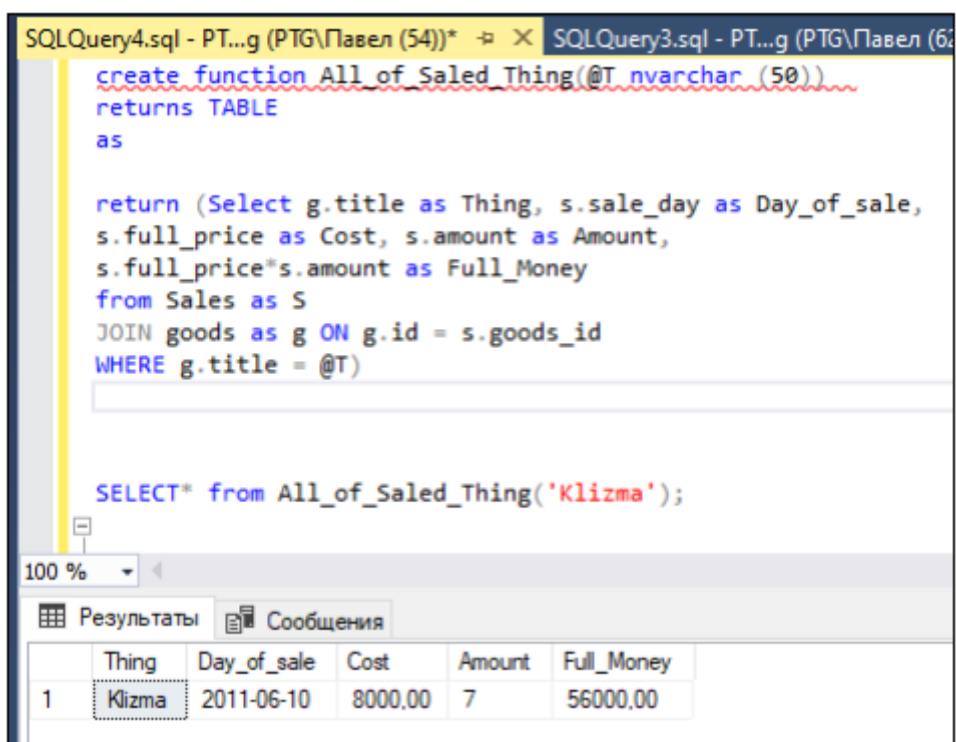 SQLQuery4.sql - PT...g (PTG\Павел (54))* SQLQuery3.sql - PT...g (PTG\Павел (62
create function All_of_Saled_Thing(@T nvarchar (50))
returns TABLE
as
return (Select g.title as Thing, s.sale_day as Day_of_sale,
s.full_price as Cost, s.amount as Amount,
s.full_price*s.amount as Full_Money
from Sales as S
JOIN goods as g ON g.id = s.goods_id
WHERE g.title = @T)
SELECT* from All_of_Saled_Thing('Klizma');
100 %
Результаты Сообщения
Thing Day_of_sale Cost Amount Full_Money
1 Klizma 2011-06-10 8000,00 7 56000,00